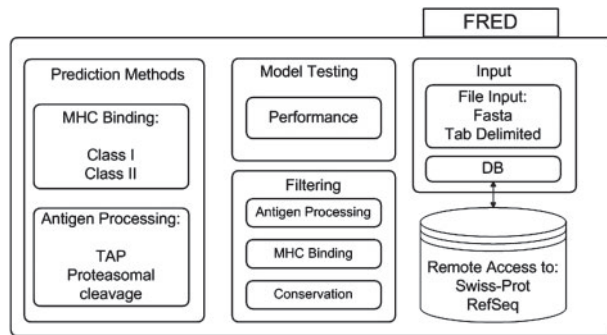 FRED
Prediction Methods
MHC Binding:
Class I
Class II
Antigen Processing:
TAP
Proteasomal
cleavage
Model Testing
Performance
Filtering
Antigen Processing
MHC Binding
Conservation
Input
File Input:
Fasta
Tab Delimited
DB
Remote Access to:
Swiss-Prot
RefSeq